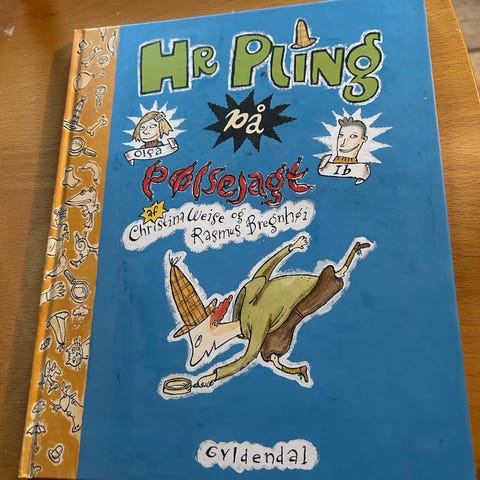 Hr Pling
på
Olga
Ib
Pølsejagt
af
Christina Weise og
Rasmus Bregnhøi
Gyldendal